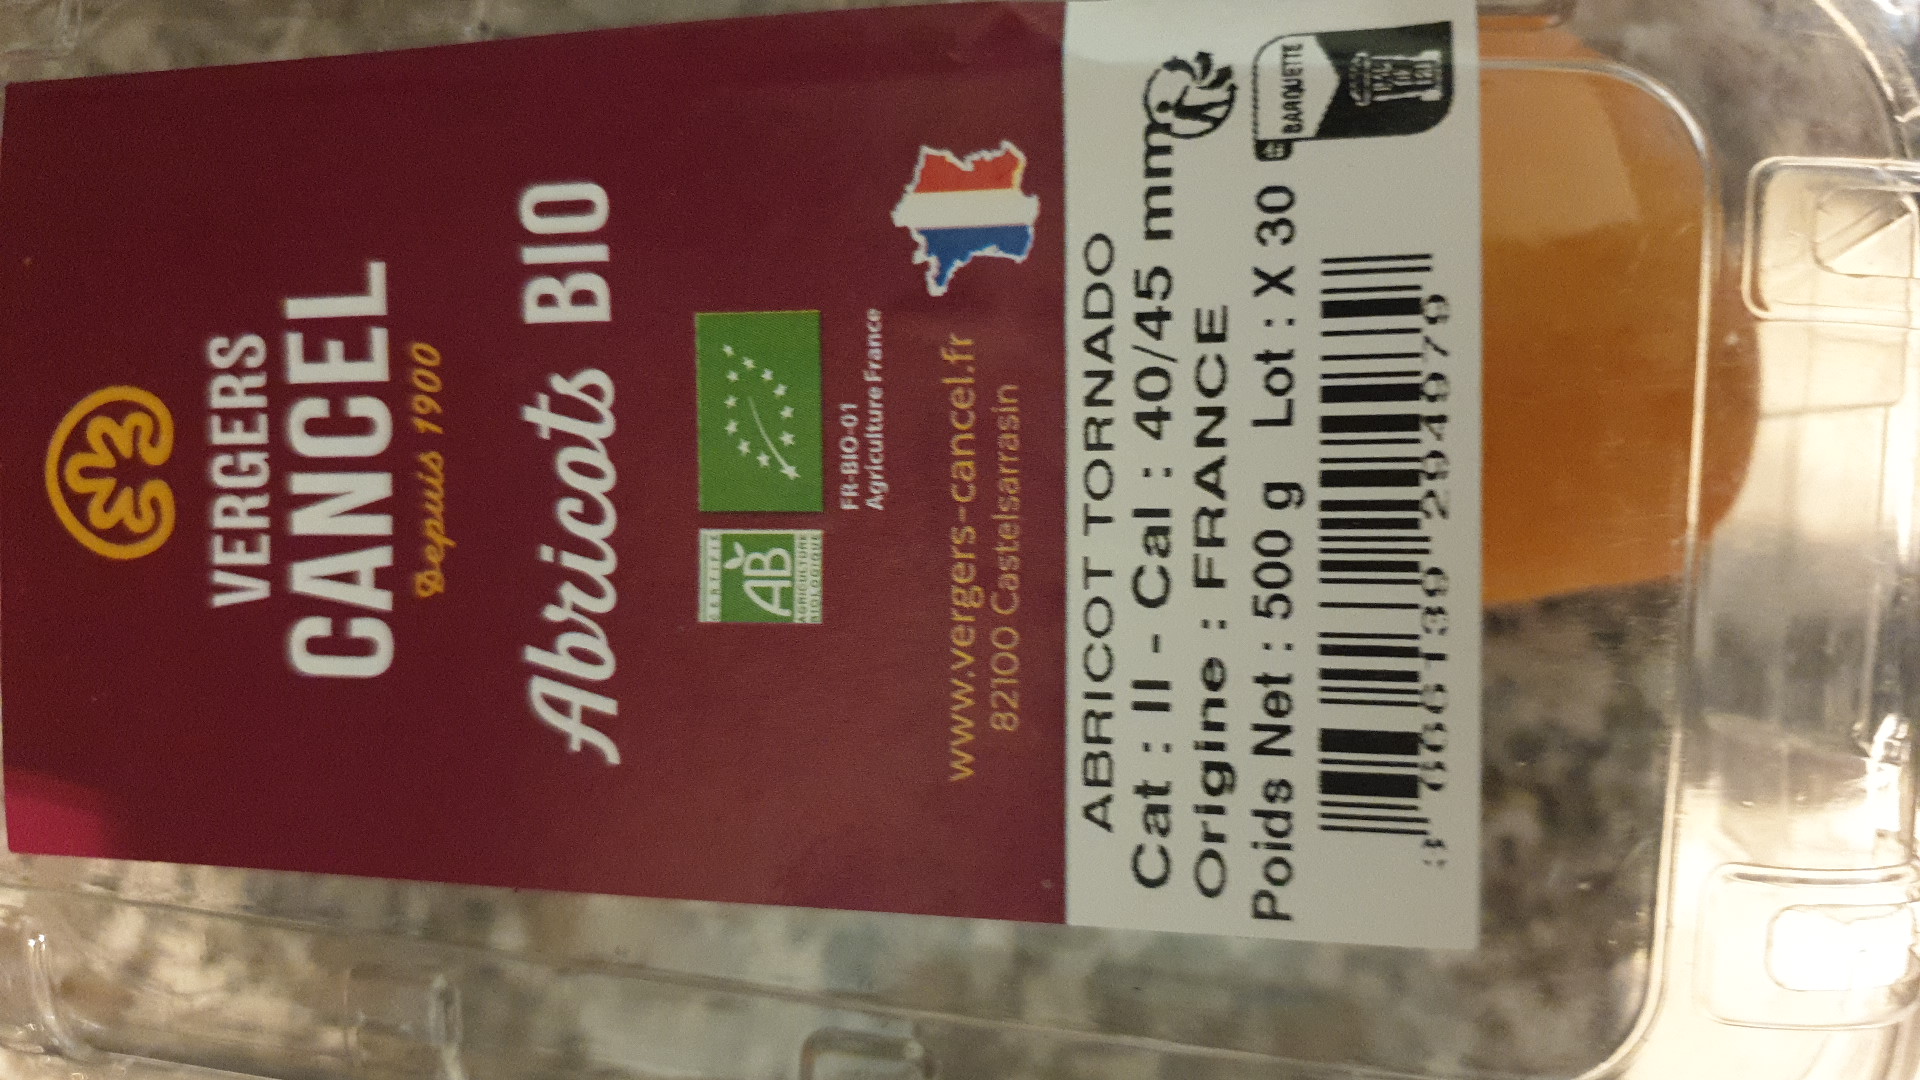 VERGERS
CANCEL
Depuis 1900
Abricots BIO
CERTIFIÉ
AB
AGRICULTURE
BIOLOGIQUE
FR-BIO-01
Agriculture France
www.vergers-cancel.fr
82100 Castelsarrasin
ABRICOT TORNADO
Cat : II - Cal : 40/45 mm
Origine : FRANCE
Poids Net : 500 g Lot : X 30
BARQUETTE